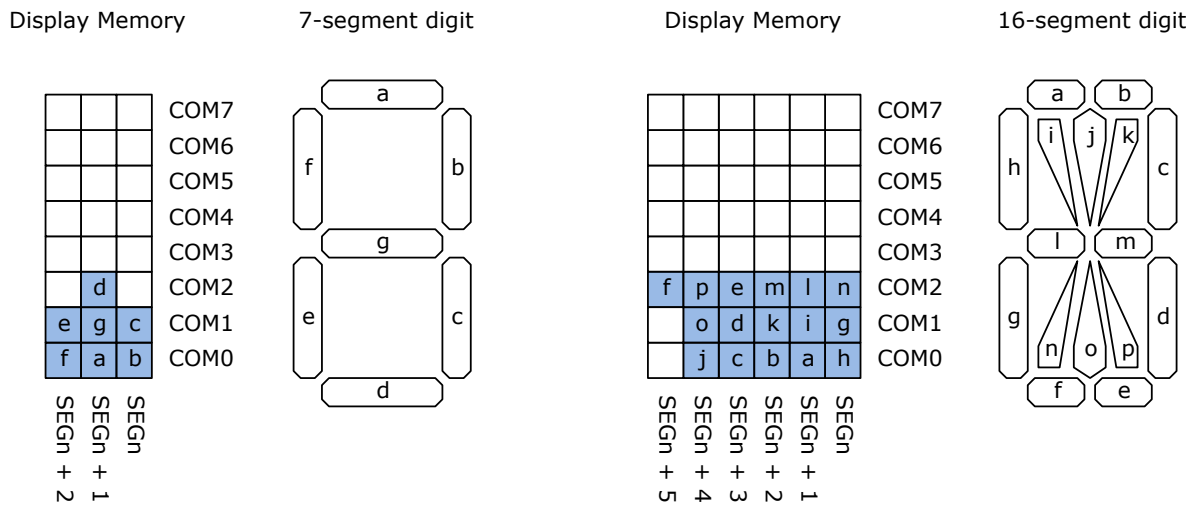 Display Memory 7-segment digit Display Memory 16-segment digit
a
f b
g
e c
d
COM7
COM6
COM5
COM4
COM3
d COM2
e g c COM1
f a b COM0
SEGn + 2
SEGn + 1
SEGn
COM7
COM6
COM5
COM4
COM3
f p e m l n COM2
o d k i g COM1
j c b a h COM0
SEGn + 5
SEGn + 4
SEGn + 3
SEGn + 2
SEGn + 1
SEGn
a b
i j k
h c
l m
g d
n o p
f e